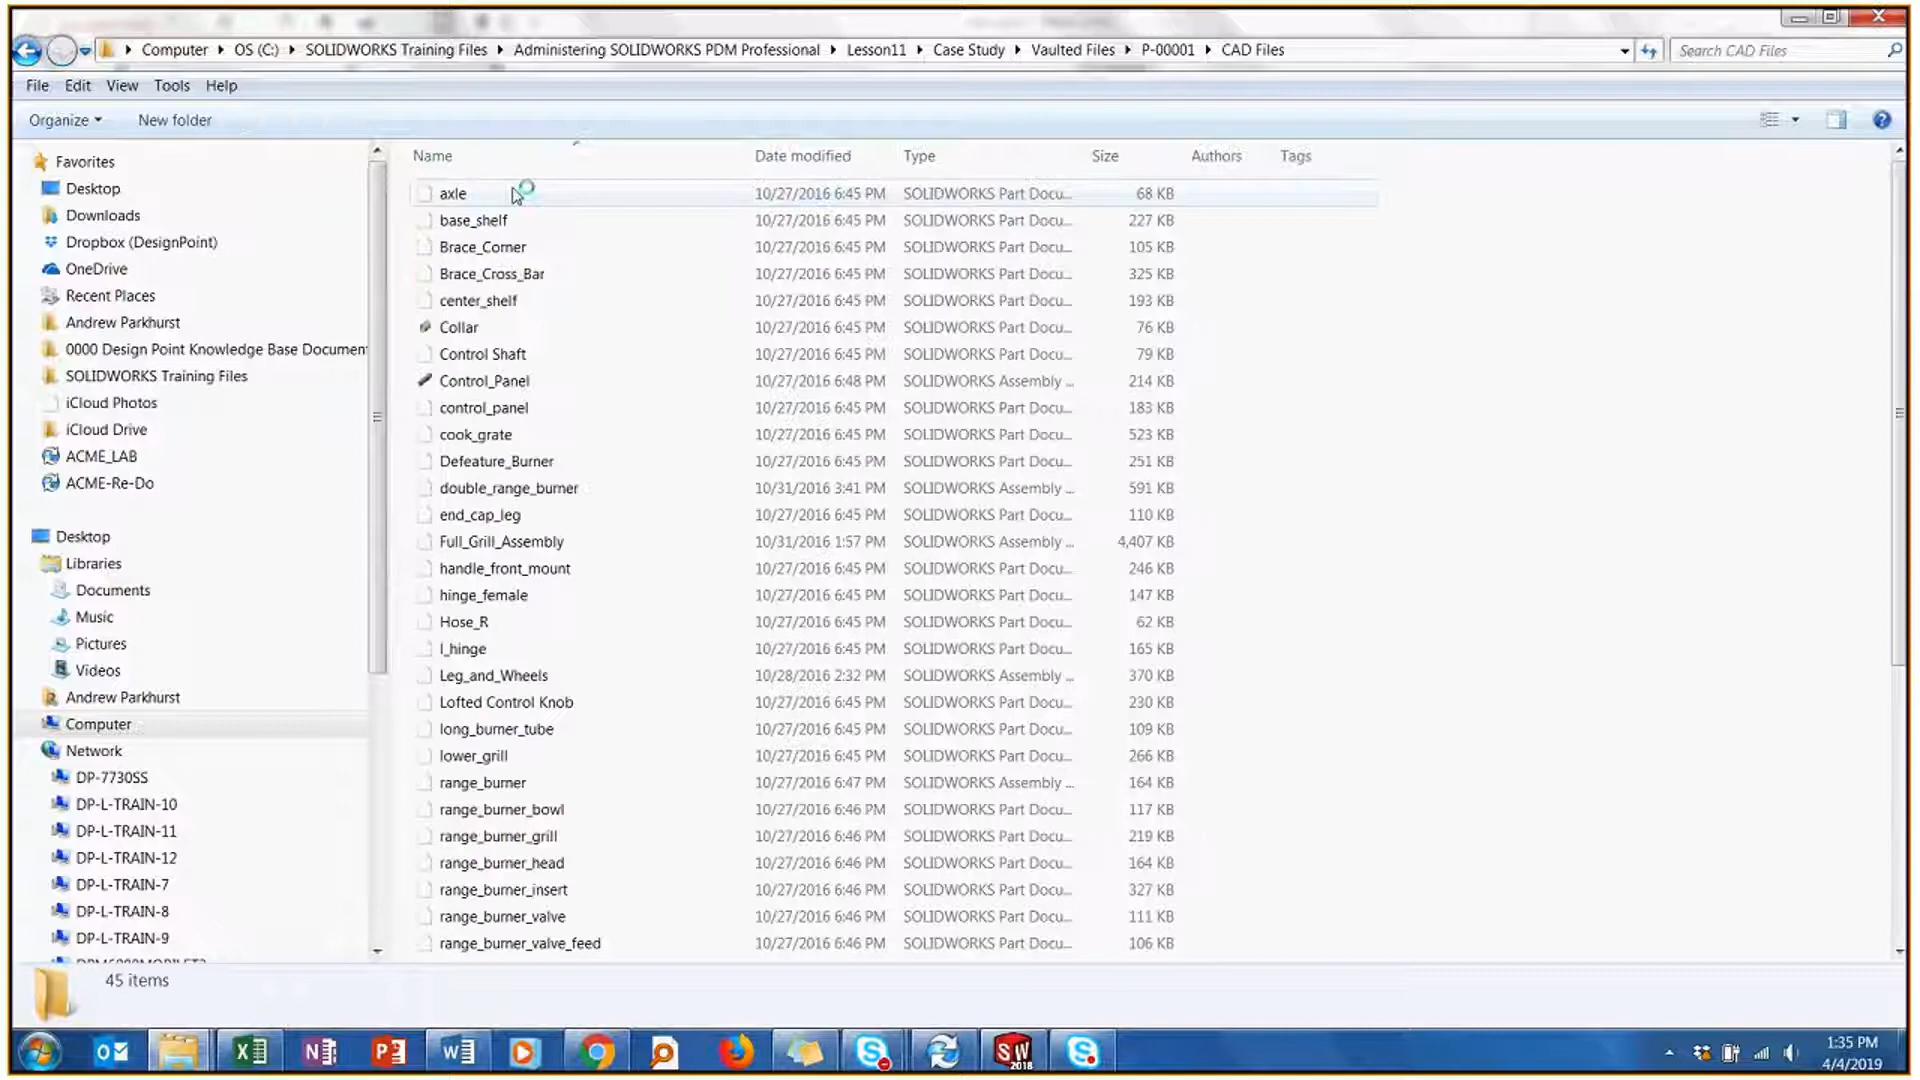 Computer OS (C:) SOLIDWORKS Training Files Administering SOLIDWORKS PDM Professional Lesson11 Case Study Vaulted Files P-00001 CAD Files Search CAD Files
File Edit View Tools Help
Organize New folder
Name Date modified Type Size Authors Tags
Favorites
Desktop
Downloads
Dropbox (DesignPoint)
OneDrive
Recent Places
Andrew Parkhurst
0000 Design Point Knowledge Base Documen
SOLIDWORKS Training Files
iCloud Photos
iCloud Drive
ACME_LAB
ACME-Re-Do
Desktop
Libraries
Documents
Music
Pictures
Videos
Andrew Parkhurst
Computer
Network
DP-7730SS
DP-L-TRAIN-10
DP-L-TRAIN-11
DP-L-TRAIN-12
DP-L-TRAIN-7
DP-L-TRAIN-8
DP-L-TRAIN-9
axle 10/27/2016 6:45 PM SOLIDWORKS Part Docu... 68 KB
base_shelf 10/27/2016 6:45 PM SOLIDWORKS Part Docu... 227 KB
Brace_Corner 10/27/2016 6:45 PM SOLIDWORKS Part Docu... 105 KB
Brace_Cross_Bar 10/27/2016 6:45 PM SOLIDWORKS Part Docu... 325 KB
center_shelf 10/27/2016 6:45 PM SOLIDWORKS Part Docu... 193 KB
Collar 10/27/2016 6:45 PM SOLIDWORKS Part Docu... 76 KB
Control Shaft 10/27/2016 6:45 PM SOLIDWORKS Part Docu... 79 KB
Control_Panel 10/27/2016 6:48 PM SOLIDWORKS Assembly ... 214 KB
control_panel 10/27/2016 6:45 PM SOLIDWORKS Part Docu... 183 KB
cook_grate 10/27/2016 6:45 PM SOLIDWORKS Part Docu... 523 KB
Defeature_Burner 10/27/2016 6:45 PM SOLIDWORKS Part Docu... 251 KB
double_range_burner 10/31/2016 3:41 PM SOLIDWORKS Assembly ... 591 KB
end_cap_leg 10/27/2016 6:45 PM SOLIDWORKS Part Docu... 110 KB
Full_Grill_Assembly 10/31/2016 1:57 PM SOLIDWORKS Assembly ... 4,407 KB
handle_front_mount 10/27/2016 6:45 PM SOLIDWORKS Part Docu... 246 KB
hinge_female 10/27/2016 6:45 PM SOLIDWORKS Part Docu... 147 KB
Hose_R 10/27/2016 6:45 PM SOLIDWORKS Part Docu... 62 KB
l_hinge 10/27/2016 6:45 PM SOLIDWORKS Part Docu... 165 KB
Leg_and_Wheels 10/28/2016 2:32 PM SOLIDWORKS Assembly ... 370 KB
Lofted Control Knob 10/27/2016 6:45 PM SOLIDWORKS Part Docu... 230 KB
long_burner_tube 10/27/2016 6:45 PM SOLIDWORKS Part Docu... 109 KB
lower_grill 10/27/2016 6:45 PM SOLIDWORKS Part Docu... 266 KB
range_burner 10/27/2016 6:47 PM SOLIDWORKS Assembly ... 164 KB
range_burner_bowl 10/27/2016 6:46 PM SOLIDWORKS Part Docu... 117 KB
range_burner_grill 10/27/2016 6:46 PM SOLIDWORKS Part Docu... 219 KB
range_burner_head 10/27/2016 6:46 PM SOLIDWORKS Part Docu... 164 KB
range_burner_insert 10/27/2016 6:46 PM SOLIDWORKS Part Docu... 327 KB
range_burner_valve 10/27/2016 6:46 PM SOLIDWORKS Part Docu... 111 KB
range_burner_valve_feed 10/27/2016 6:46 PM SOLIDWORKS Part Docu... 106 KB
45 items
SW 2018
1:35 PM
4/4/2019